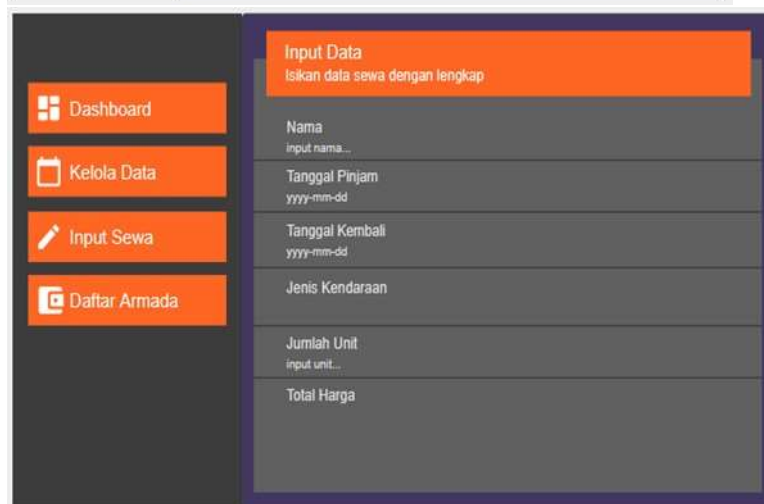 Dashboard
Kelola Data
Input Sewa
Daftar Armada
Input Data
Isikan data sewa dengan lengkap
Nama
input nama...
Tanggal Pinjam
yyyy-mm-dd
Tanggal Kembali
yyyy-mm-dd
Jenis Kendaraan
Jumlah Unit
input unit...
Total Harga